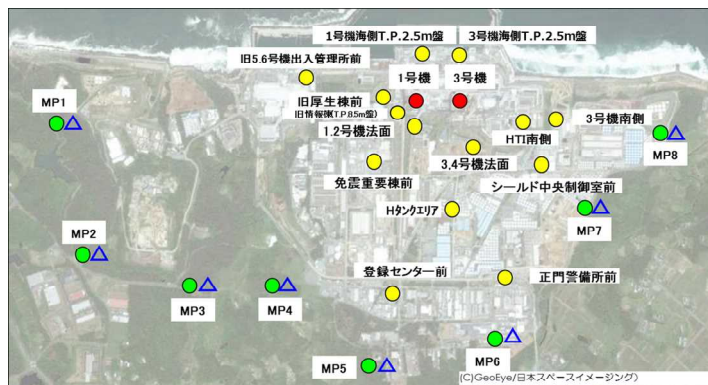 1号機海側T.P.2.5m盤
3号機海側T.P.2.5m盤
旧5.6号機出入管理所前
1号機
3号機
MP1
旧厚生棟前
旧情報棟(T.P.8.5m盤)
1.2号機法面
HTI南側
3号機南側
MP8
3.4号機法面
免震重要棟前
シールド中央制御室前
Hタンクエリア
MP7
MP2
登録センター前
正門警備所前
MP3
MP4
MP5
MP6
(C)GeoEye/日本スペースイメージング)